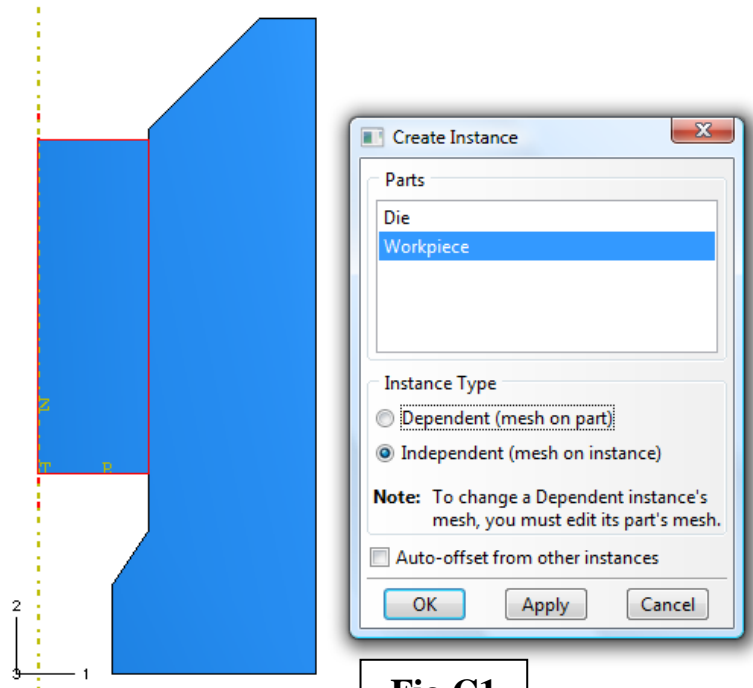 Create Instance
Parts
Die
Workpiece
Instance Type
Dependent (mesh on part)
Independent (mesh on instance)
Note: To change a Dependent instance's
mesh, you must edit its part's mesh.
Auto-offset from other instances
OK Apply Cancel
Z
T R
2
3 1
Fig C1